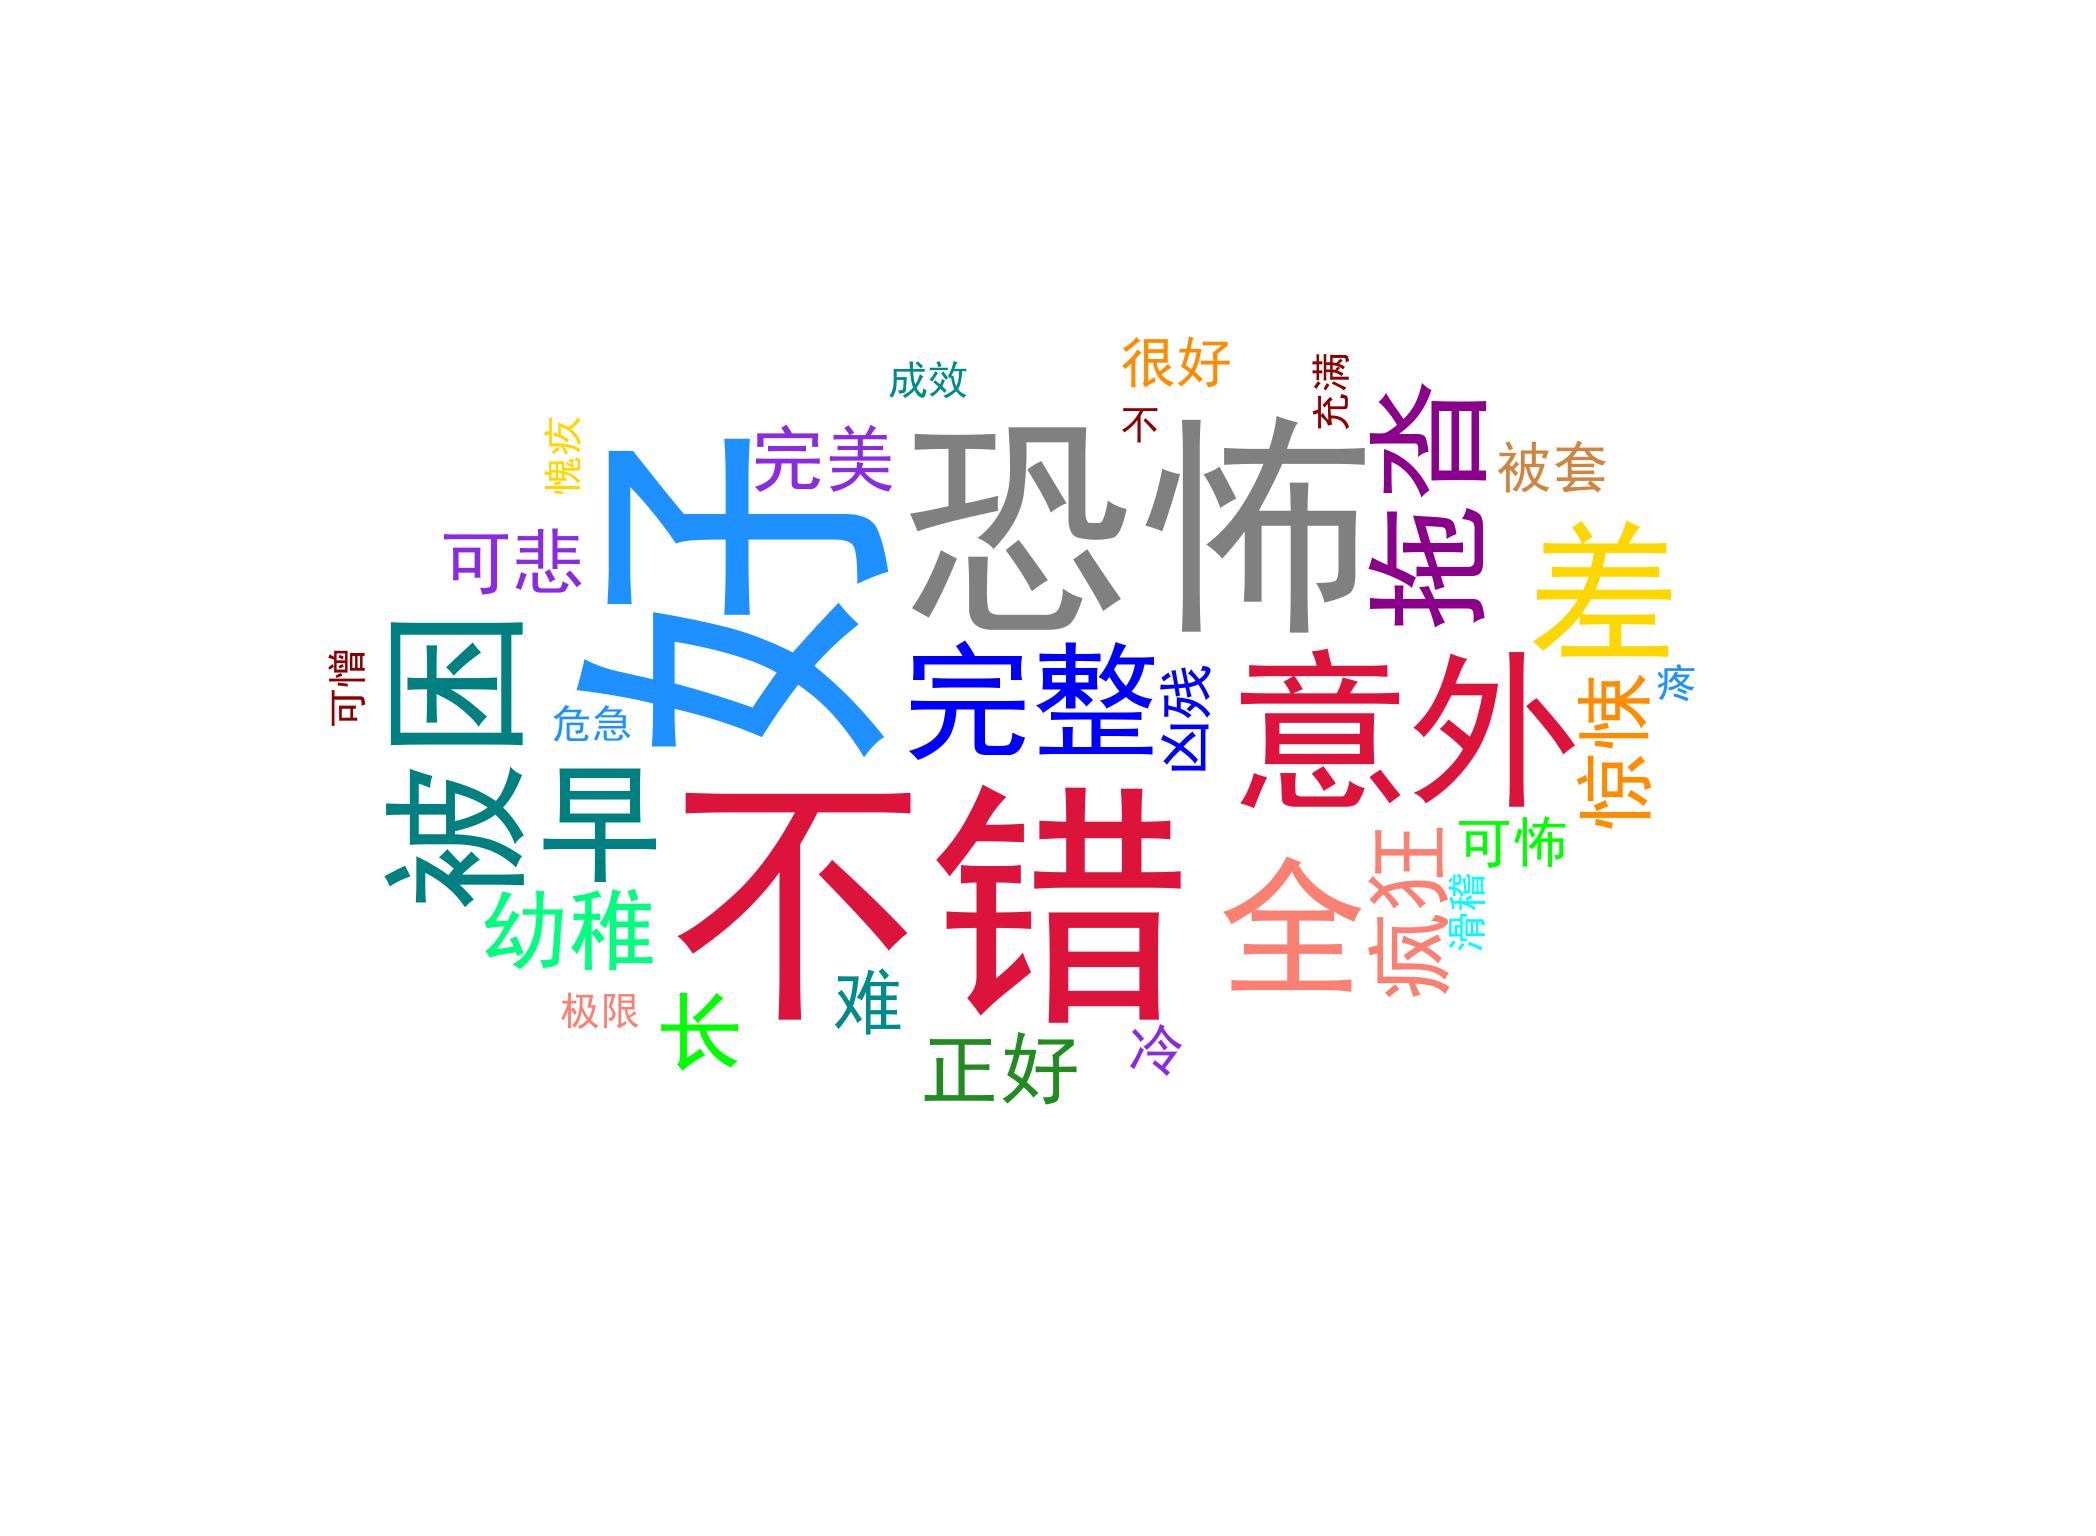 很好
成效
充满
不
愧疚
完美
好
恐怖
拖沓
被套
可悲
差
可憎
被困
危急
完整
凶残
意外
惊悚
疼
早
不错
可怖
幼稚
全
疯狂
滑稽
极限
长
难
正好
冷